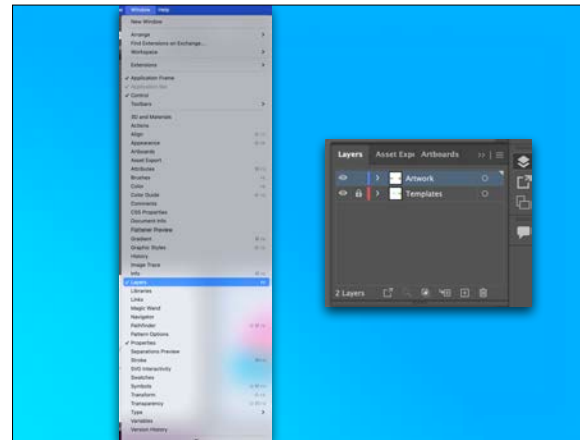 Window Help
New Window
Arrange
Find Extensions on Exchange...
Workspace
Extensions
Application Frame
Application Bar
Control
Toolbars
3D and Materials
Actions
Align
Appearance
Artboards
Asset Export
Attributes
Brushes
Color
Color Guide
Comments
CSS Properties
Document Info
Flattener Preview
Gradient
Graphic Styles
History
Image Trace
Info
Layers
Libraries
Links
Magic Wand
Navigator
Pathfinder
Pattern Options
Properties
Separations Preview
Stroke
SVG Interactivity
Swatches
Symbols
Transform
Transparency
Type
Variables
Version History
Layers Asset Expo Artboards
Artwork
Templates
2 Layers